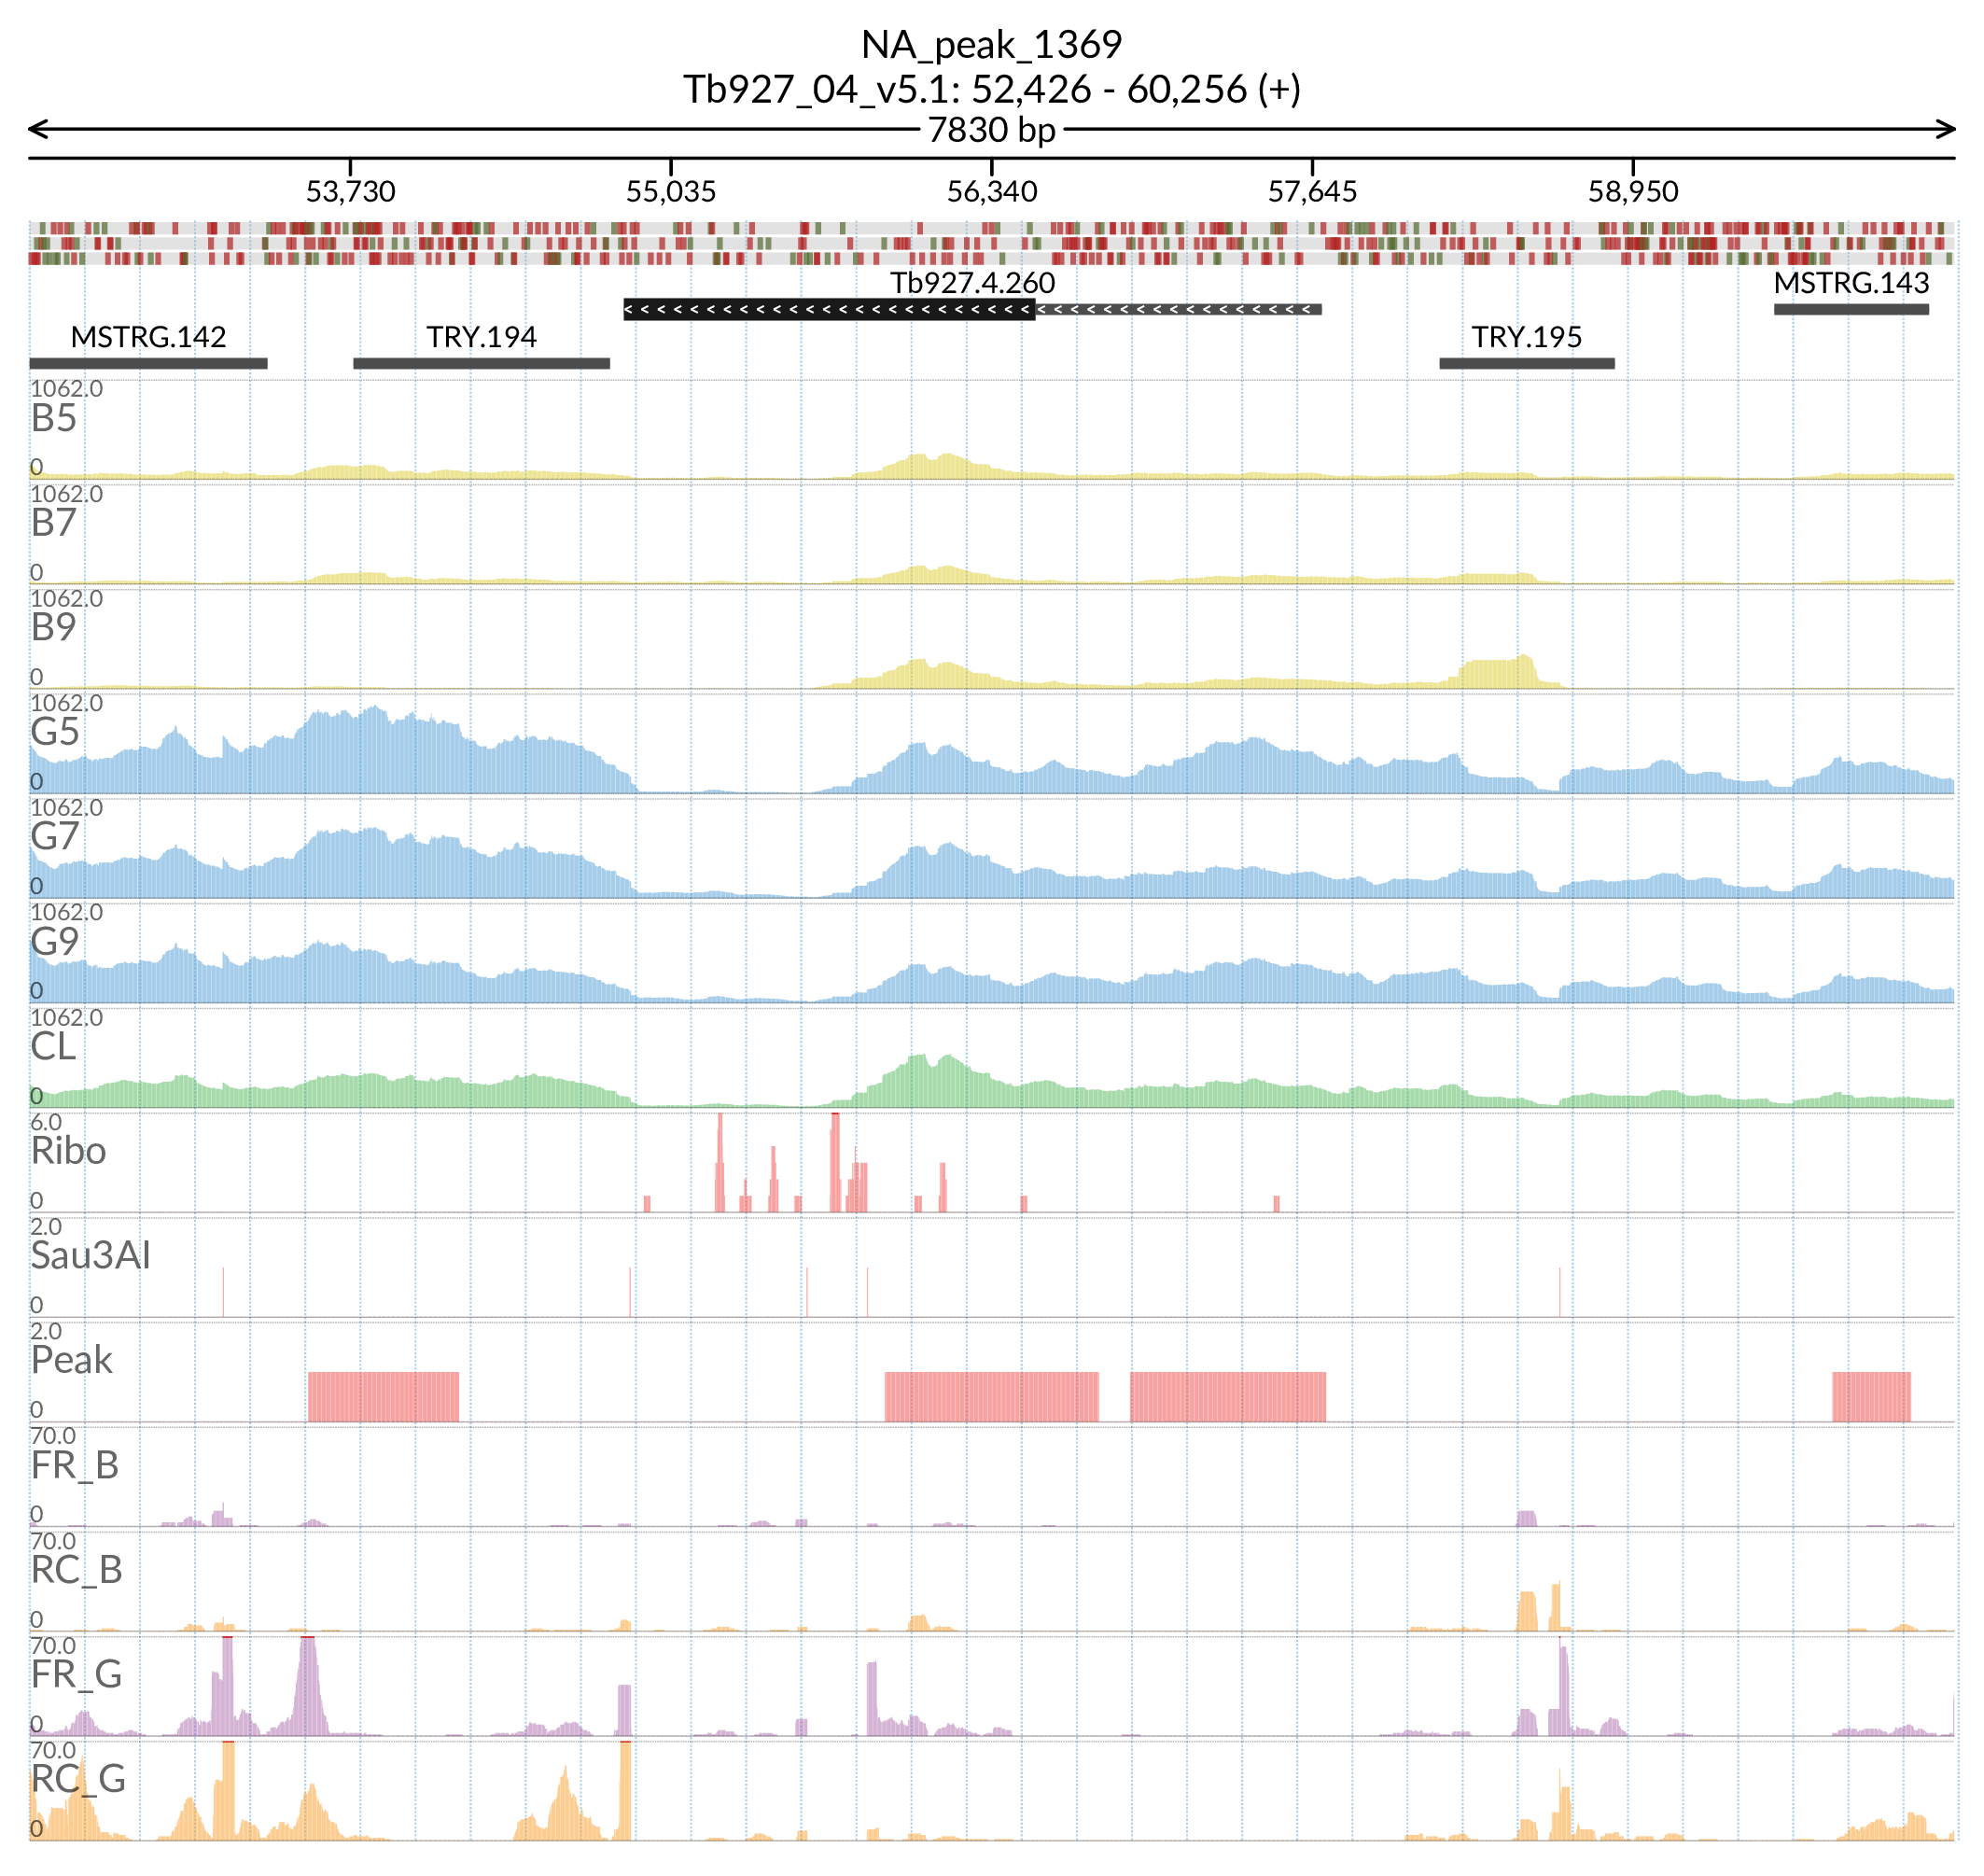 NA_peak_1369
Tb927_04_v5.1: 52,426 - 60,256 (+)
7830 bp
53,730 55,035 56,340 57,645 58,950
Tb927.4.260 MSTRG.143
MSTRG.142 TRY.194 TRY.195
1062.0
B5
0
1062.0
B7
0
1062.0
B9
0
1062.0
G5
0
1062.0
G7
0
1062.0
G9
0
1062.0
CL
0
6.0
Ribo
0
2.0
Sau3AI
0
2.0
Peak
0
70.0
FR_B
0
70.0
RC_B
0
70.0
FR_G
0
70.0
RC_G
0